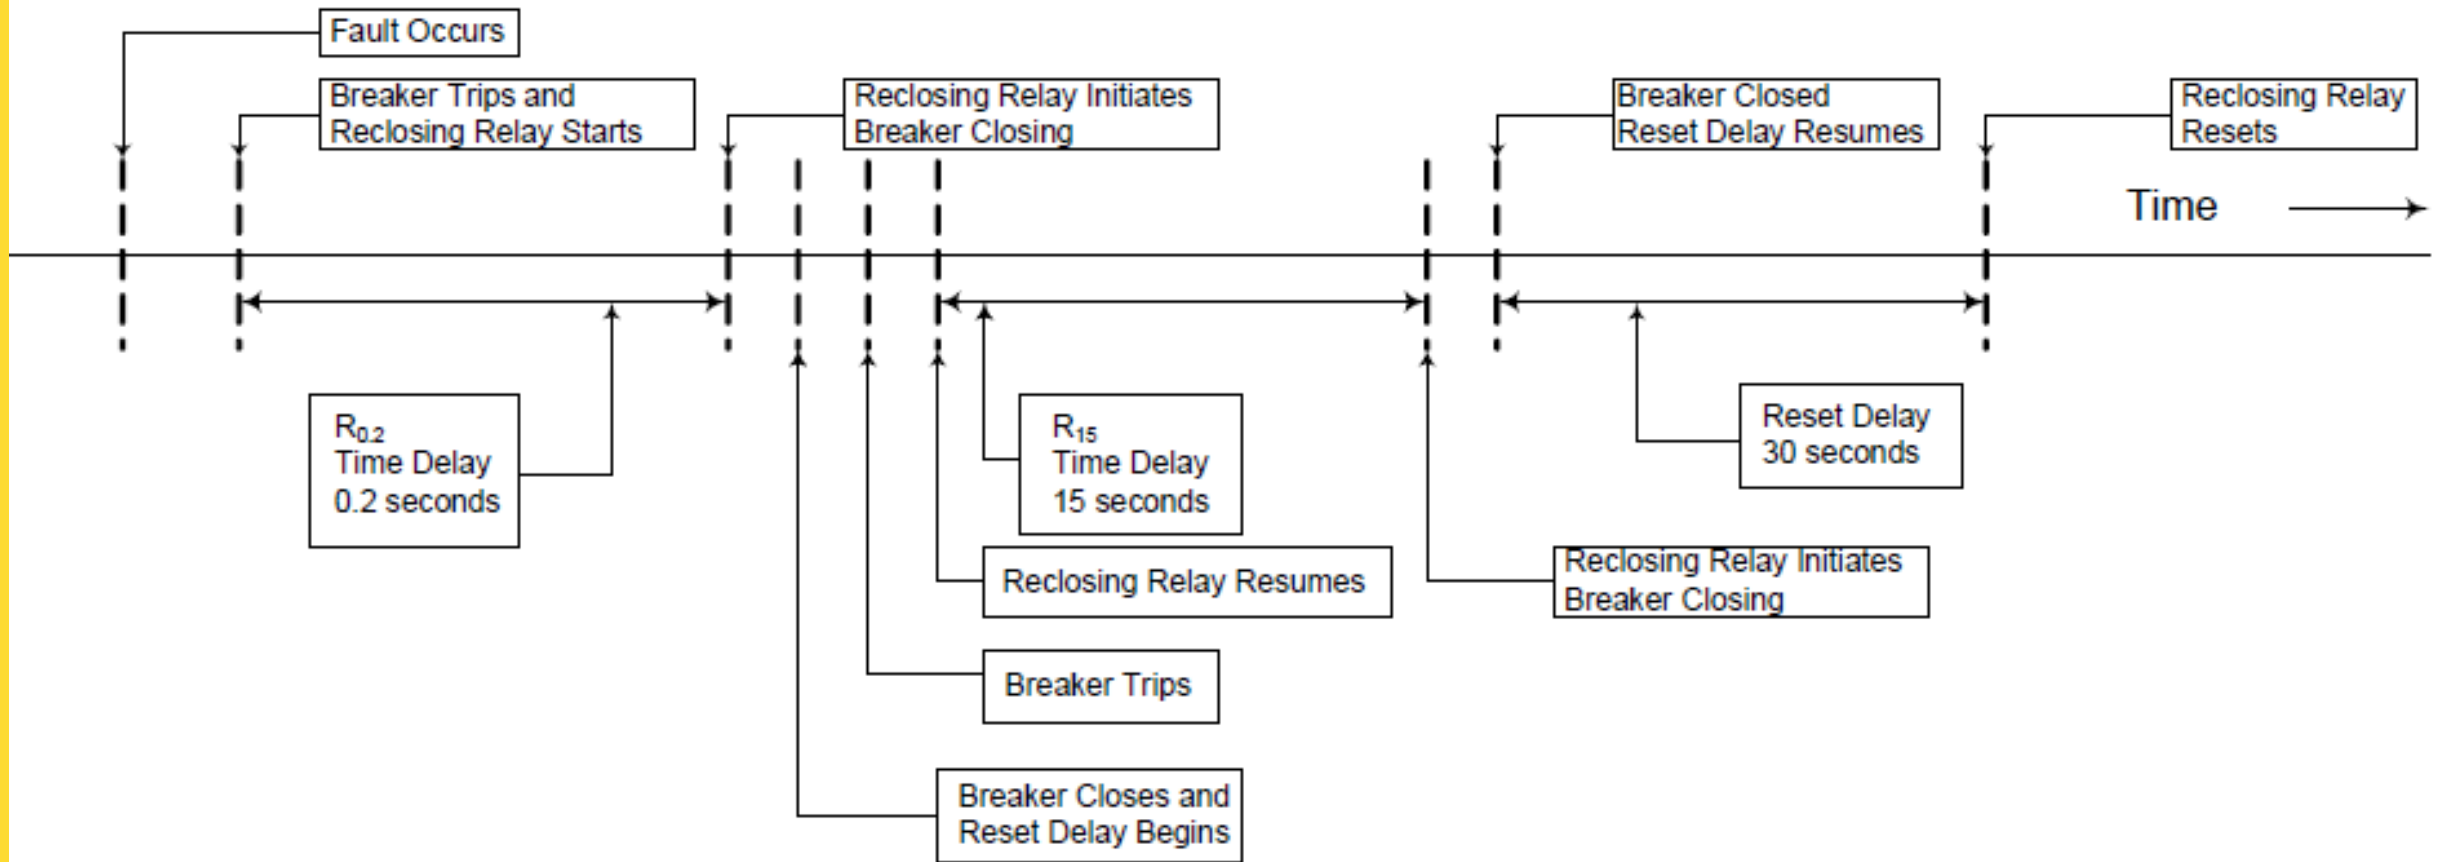 Fault Occurs
Breaker Trips and
Reclosing Relay Starts
Reclosing Relay Initiates
Breaker Closing
Breaker Closed
Reset Delay Resumes
Reclosing Relay
Resets
Time
R0.2
Time Delay
0.2 seconds
R15
Time Delay
15 seconds
Reset Delay
30 seconds
Reclosing Relay Resumes
Reclosing Relay Initiates
Breaker Closing
Breaker Trips
Breaker Closes and
Reset Delay Begins